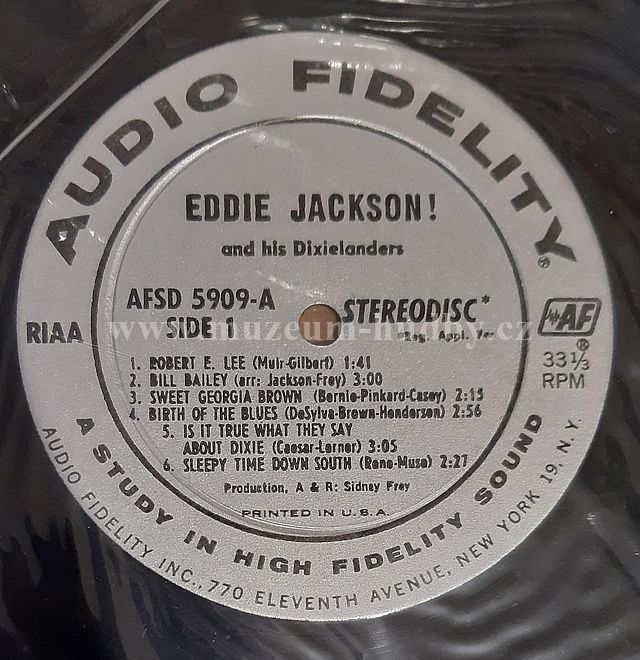 AUDIO FIDELITY®
EDDIE JACKSON!
and his Dixielanders
AFSD 5909-A
SIDE 1
STEREODISC*
*Reg. Appl. For
RIAA
AF®
33⅓
RPM
www.muzeum-hudby.cz
1. ROBERT E. LEE (Muir-Gilbert) 1:41
2. BILL BAILEY (arr: Jackson-Frey) 3:00
3. SWEET GEORGIA BROWN (Bernie-Pinkard-Casey) 2:15
4. BIRTH OF THE BLUES (DeSylva-Brown-Henderson) 2:56
5. IS IT TRUE WHAT THEY SAY
ABOUT DIXIE (Caesar-Lerner) 3:05
6. SLEEPY TIME DOWN SOUTH (Rene-Muse) 2:27
Production, A & R: Sidney Frey
PRINTED IN U.S.A.
A STUDY IN HIGH FIDELITY SOUND
AUDIO FIDELITY INC., 770 ELEVENTH AVENUE, NEW YORK 19, N.Y.